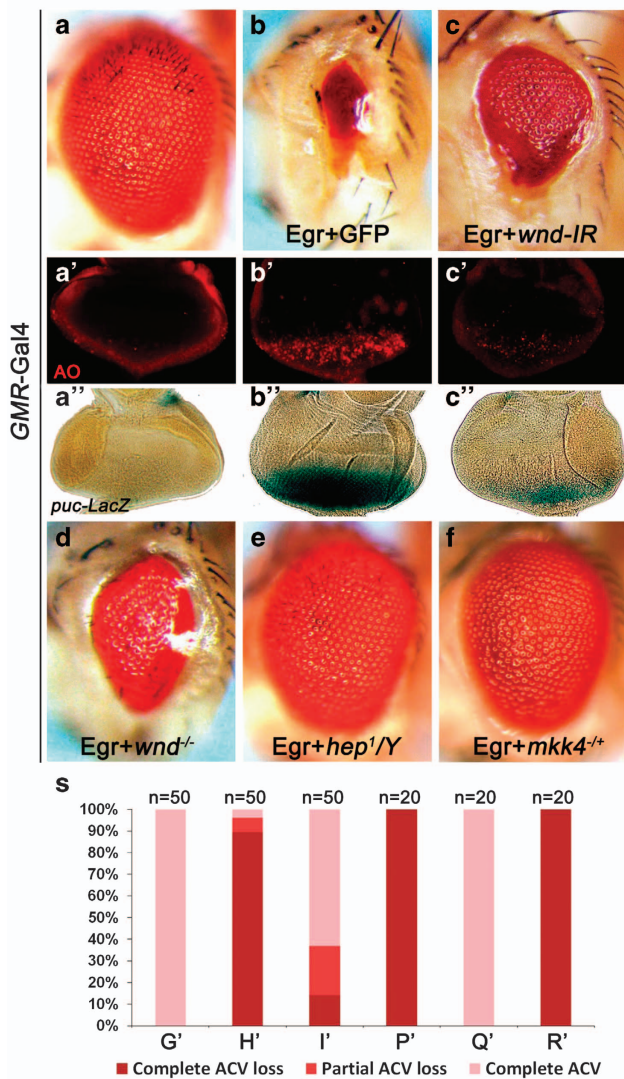 a
b
c
Egr+GFP
Egr+wnd-IR
GMR-Gal4
a'
b'
c'
AO
a''
b''
c''
puc-LacZ
d
e
f
Egr+wnd-/-
Egr+hep1/Y
Egr+mkk4-/+
s
n=50 n=50 n=50 n=20 n=20 n=20
100%
90%
80%
70%
60%
50%
40%
30%
20%
10%
0%
G' H' I' P' Q' R'
Complete ACV loss Partial ACV loss Complete ACV